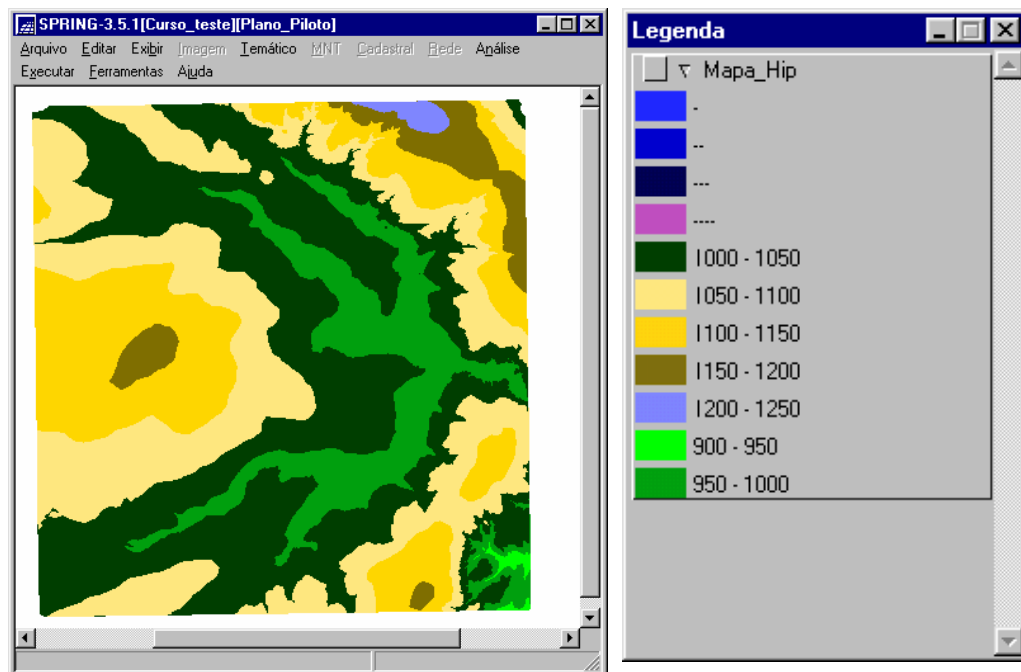 SPRING-3.5.1[Curso_teste][Plano_Piloto]
Arquivo Editar Exibir Imagem Temático MNT Cadastral Rede Análise
Executar Ferramentas Ajuda
Legenda
Mapa_Hip
-
--
---
----
1000 - 1050
1050 - 1100
1100 - 1150
1150 - 1200
1200 - 1250
900 - 950
950 - 1000